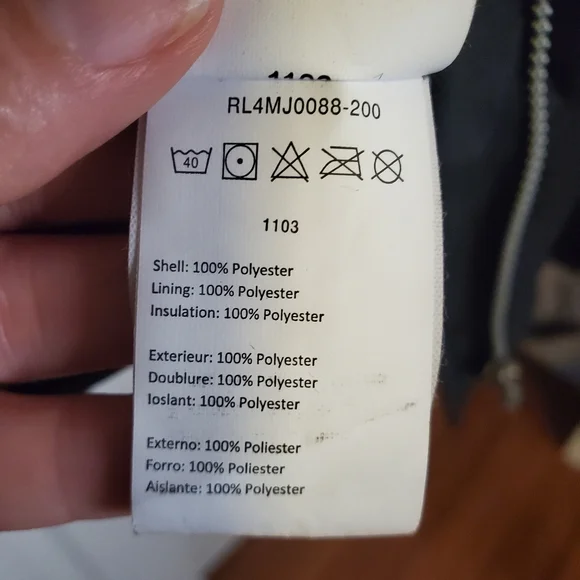 RL4MJ0088-200
40
1103
Shell: 100% Polyester
Lining: 100% Polyester
Insulation: 100% Polyester
Exterieur: 100% Polyester
Doublure: 100% Polyester
Ioslant: 100% Polyester
Externo: 100% Poliester
Forro: 100% Poliester
Aislante: 100% Polyester